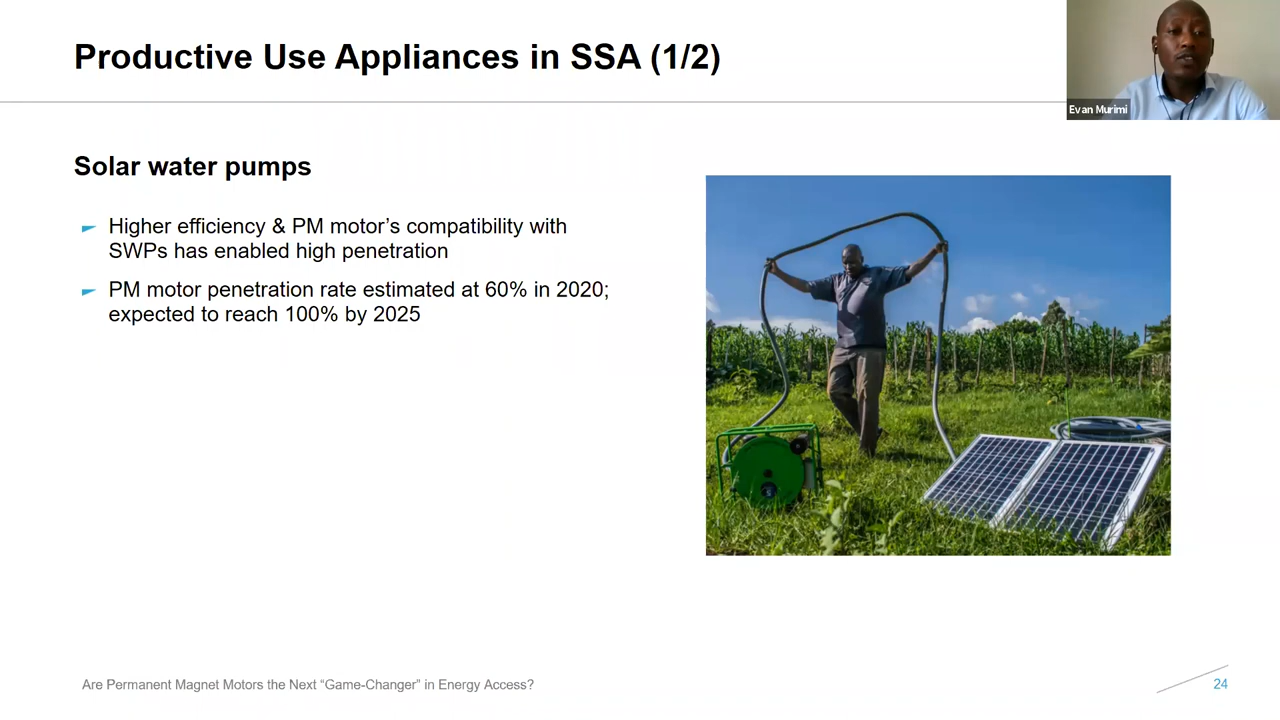 Productive Use Appliances in SSA (1/2)
Evan Murimi
Solar water pumps
Higher efficiency & PM motor's compatibility with
SWPs has enabled high penetration
PM motor penetration rate estimated at 60% in 2020;
expected to reach 100% by 2025
Are Permanent Magnet Motors the Next “Game-Changer” in Energy Access?
24